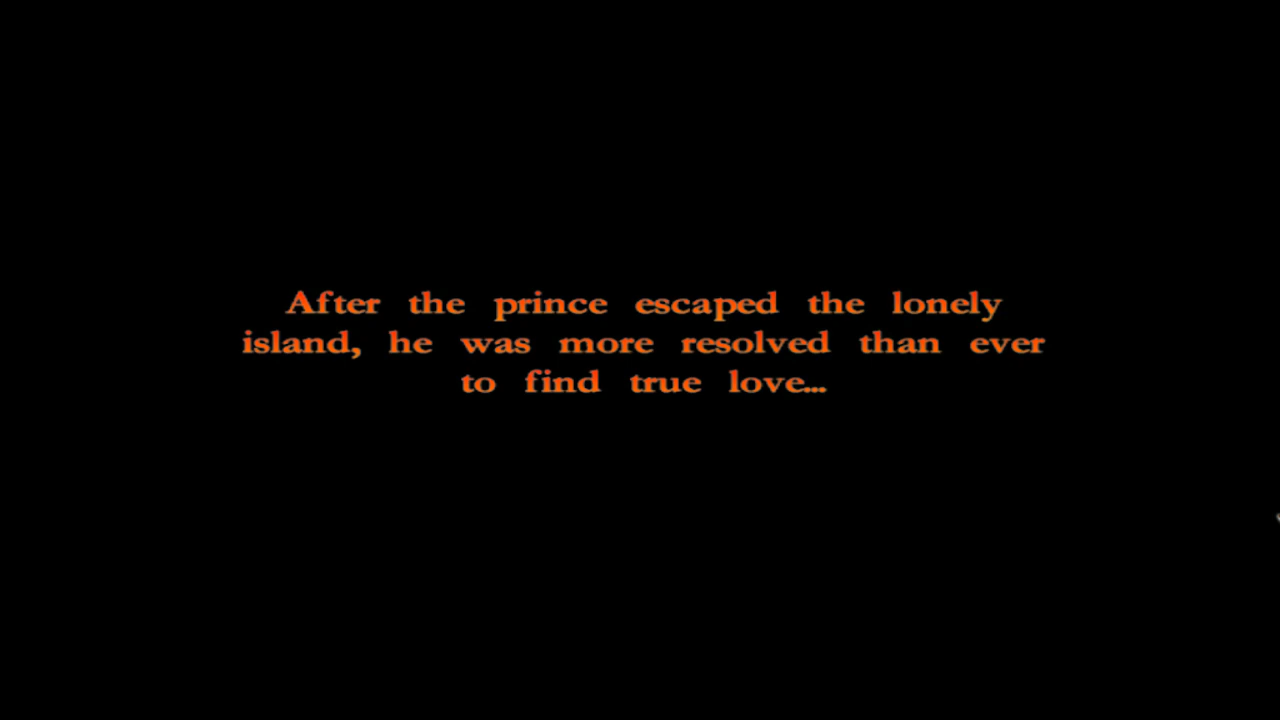 After the prince escaped the lonely
island, he was more resolved than ever
to find true love...